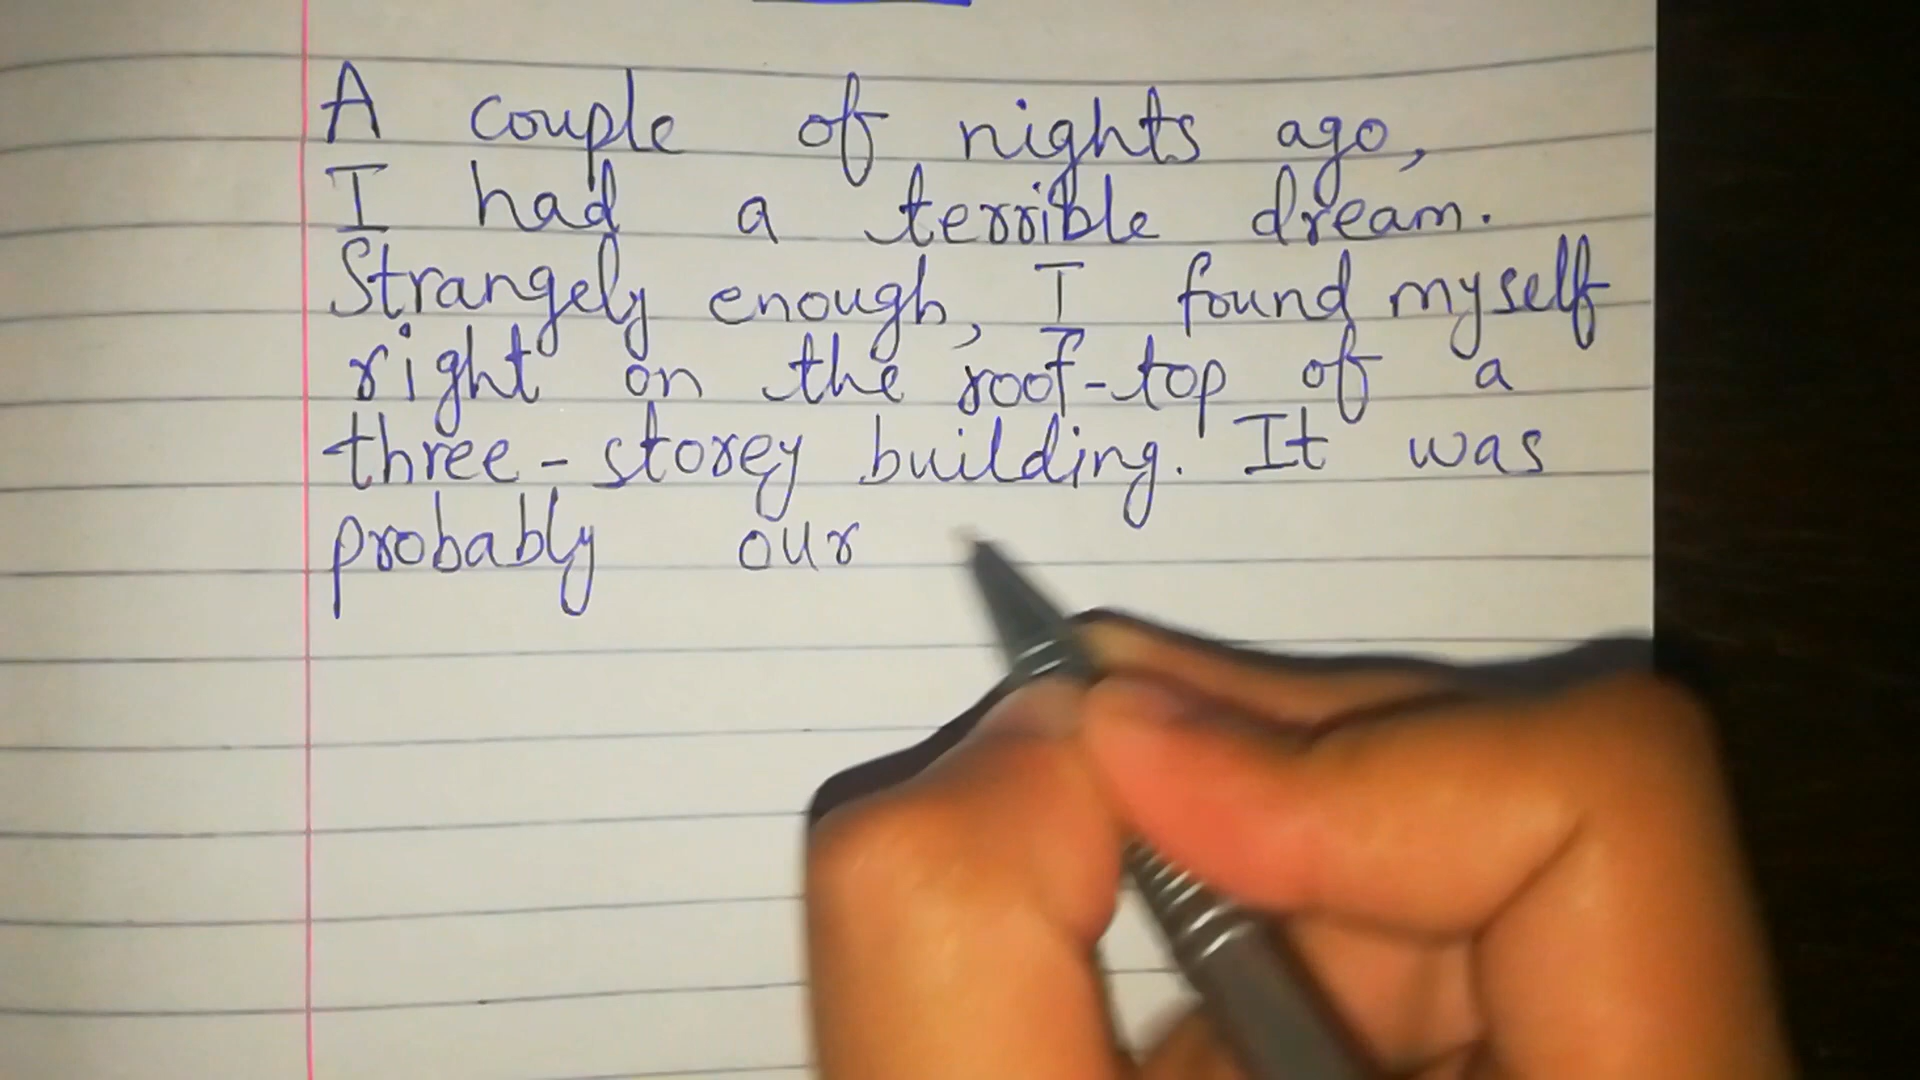 A couple of nights ago,
I had a terrible dream.
Strangely enough, I found myself
right on the roof-top of a
three-storey building. It was
probably our